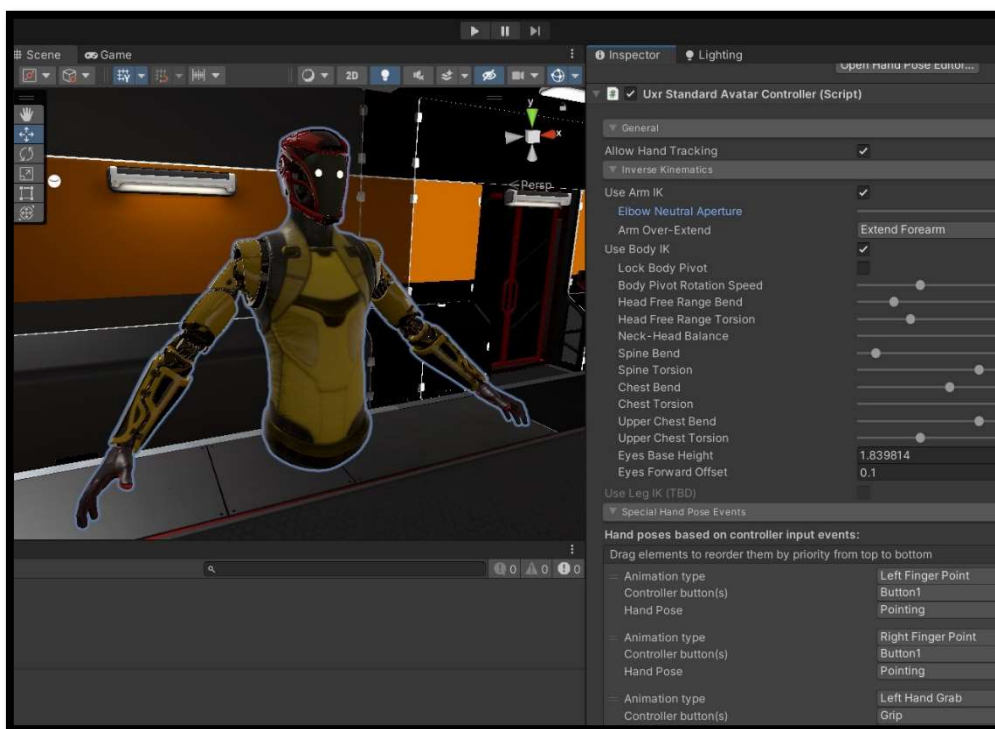 Scene Game
2D
y
x
Persp
0 0 0
Inspector Lighting
Open Hand Pose Editor...
Uxr Standard Avatar Controller (Script)
General
Allow Hand Tracking
Inverse Kinematics
Use Arm IK
Elbow Neutral Aperture
Arm Over-Extend Extend Forearm
Use Body IK
Lock Body Pivot
Body Pivot Rotation Speed
Head Free Range Bend
Head Free Range Torsion
Neck-Head Balance
Spine Bend
Spine Torsion
Chest Bend
Chest Torsion
Upper Chest Bend
Upper Chest Torsion
Eyes Base Height 1.839814
Eyes Forward Offset 0.1
Use Leg IK (TBD)
Special Hand Pose Events
Hand poses based on controller input events:
Drag elements to reorder them by priority from top to bottom
Animation type Left Finger Point
Controller button(s) Button1
Hand Pose Pointing
Animation type Right Finger Point
Controller button(s) Button1
Hand Pose Pointing
Animation type Left Hand Grab
Controller button(s) Grip